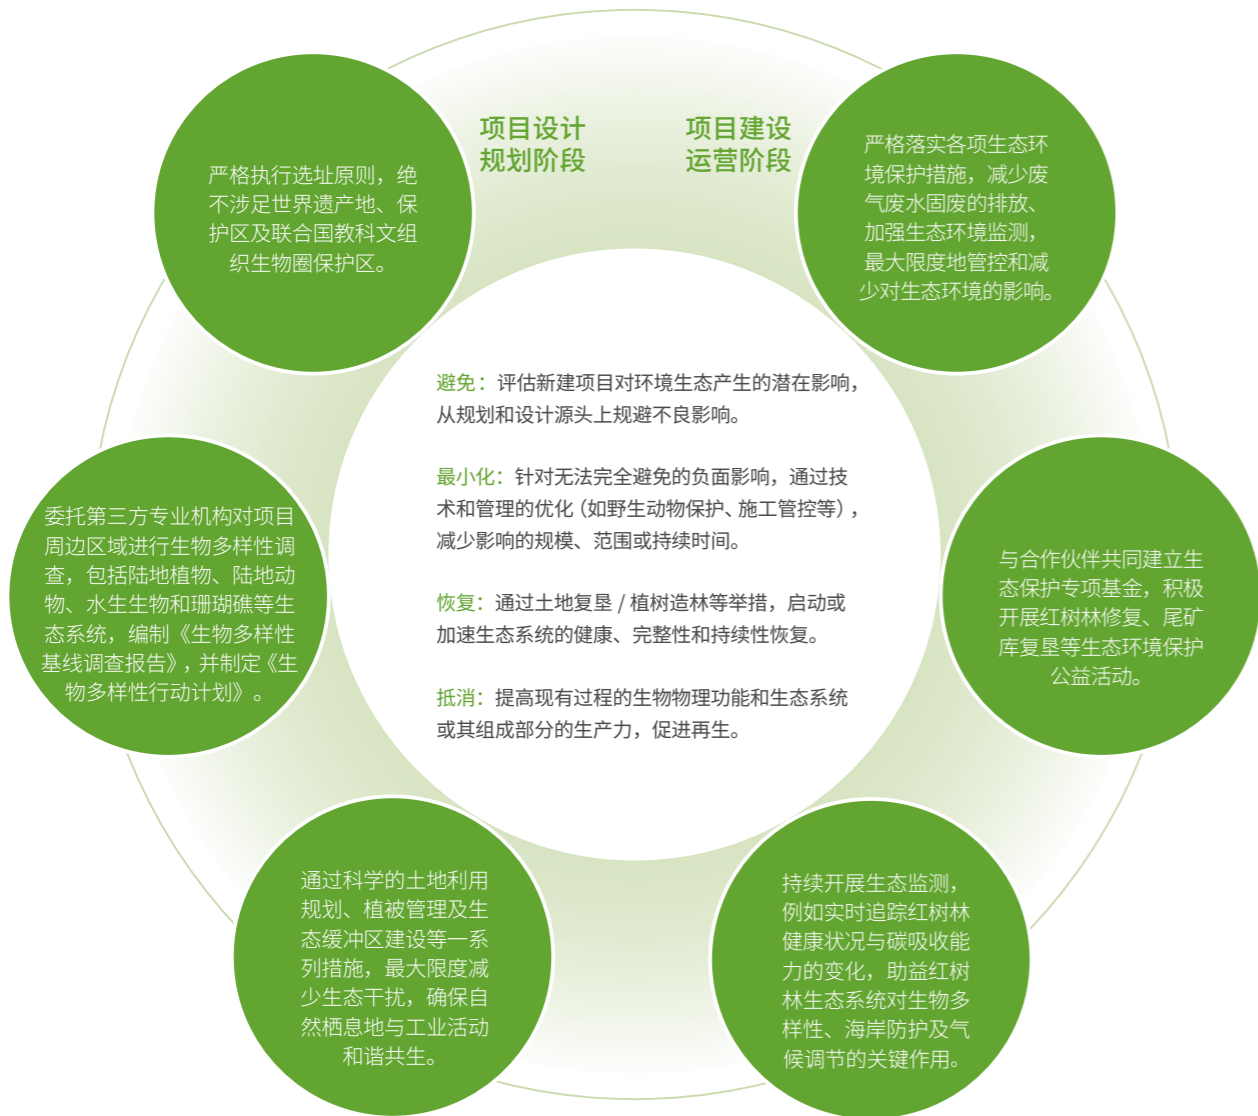 项目设计
规划阶段
严格执行选址原则，绝
不涉足世界遗产地、保
护区及联合国教科文组
织生物圈保护区。
委托第三方专业机构对项目
周边区域进行生物多样性调
查，包括陆地植物、陆地动
物、水生生物和珊瑚礁等生
态系统，编制《生物多样性
基线调查报告》，并制定《生
物多样性行动计划》。
通过科学的土地利用
规划、植被管理及生
态缓冲区建设等一系
列措施，最大限度减
少生态干扰，确保自
然栖息地与工业活动
和谐共生。
项目建设
运营阶段
严格落实各项生态环
境保护措施，减少废
气废水固废的排放、
加强生态环境监测，
最大限度地管控和减
少对生态环境的影响。
与合作伙伴共同建立生
态保护专项基金，积极
开展红树林修复、尾矿
库复垦等生态环境保护
公益活动。
持续开展生态监测，
例如实时追踪红树林
健康状况与碳吸收能
力的变化，助益红树
林生态系统对生物多
样性、海岸防护及气
候调节的关键作用。
避免：评估新建项目对环境生态产生的潜在影响，
从规划和设计源头上规避不良影响。
最小化：针对无法完全避免的负面影响，通过技
术和管理的优化（如野生动物保护、施工管控等），
减少影响的规模、范围或持续时间。
恢复：通过土地复垦 / 植树造林等举措，启动或
加速生态系统的健康、完整性和持续性恢复。
抵消：提高现有过程的生物物理功能和生态系统
或其组成部分的生产力，促进再生。